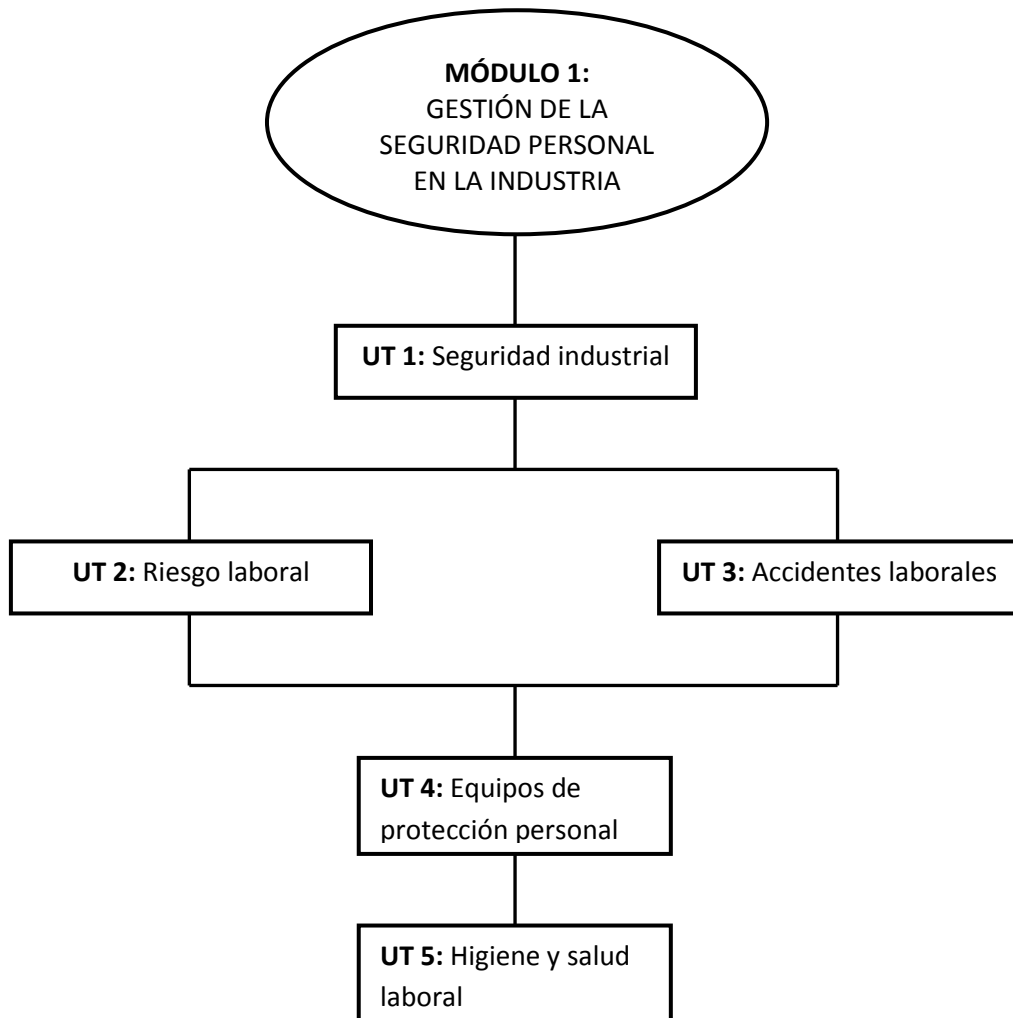 MÓDULO 1:
GESTIÓN DE LA
SEGURIDAD PERSONAL
EN LA INDUSTRIA
UT 1: Seguridad industrial
UT 2: Riesgo laboral
UT 3: Accidentes laborales
UT 4: Equipos de
protección personal
UT 5: Higiene y salud
laboral